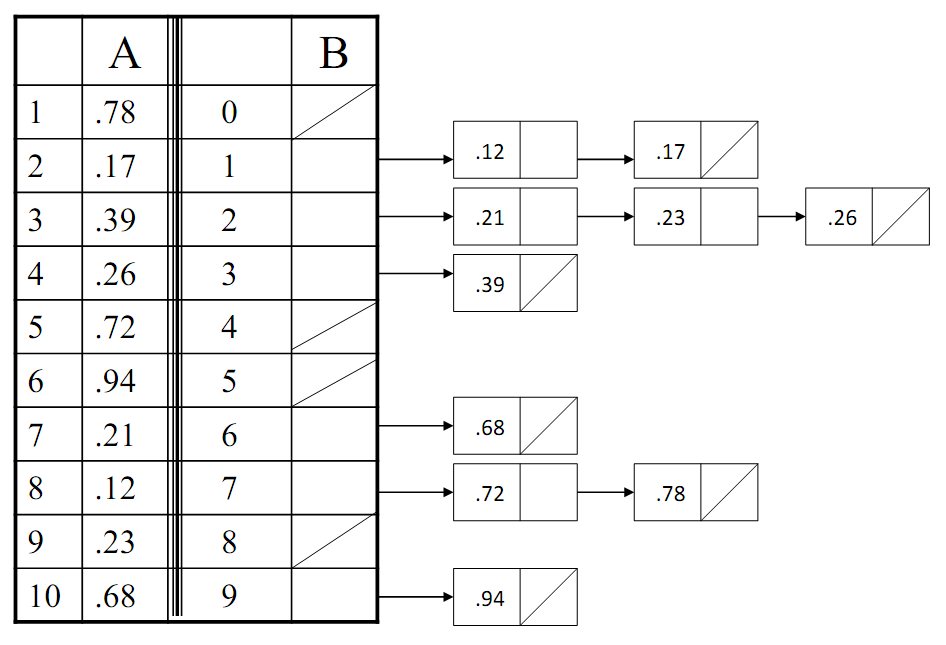 A B
1 .78 0
2 .17 1 .12 .17
3 .39 2 .21 .23 .26
4 .26 3 .39
5 .72 4
6 .94 5
7 .21 6 .68
8 .12 7 .72 .78
9 .23 8
10 .68 9 .94